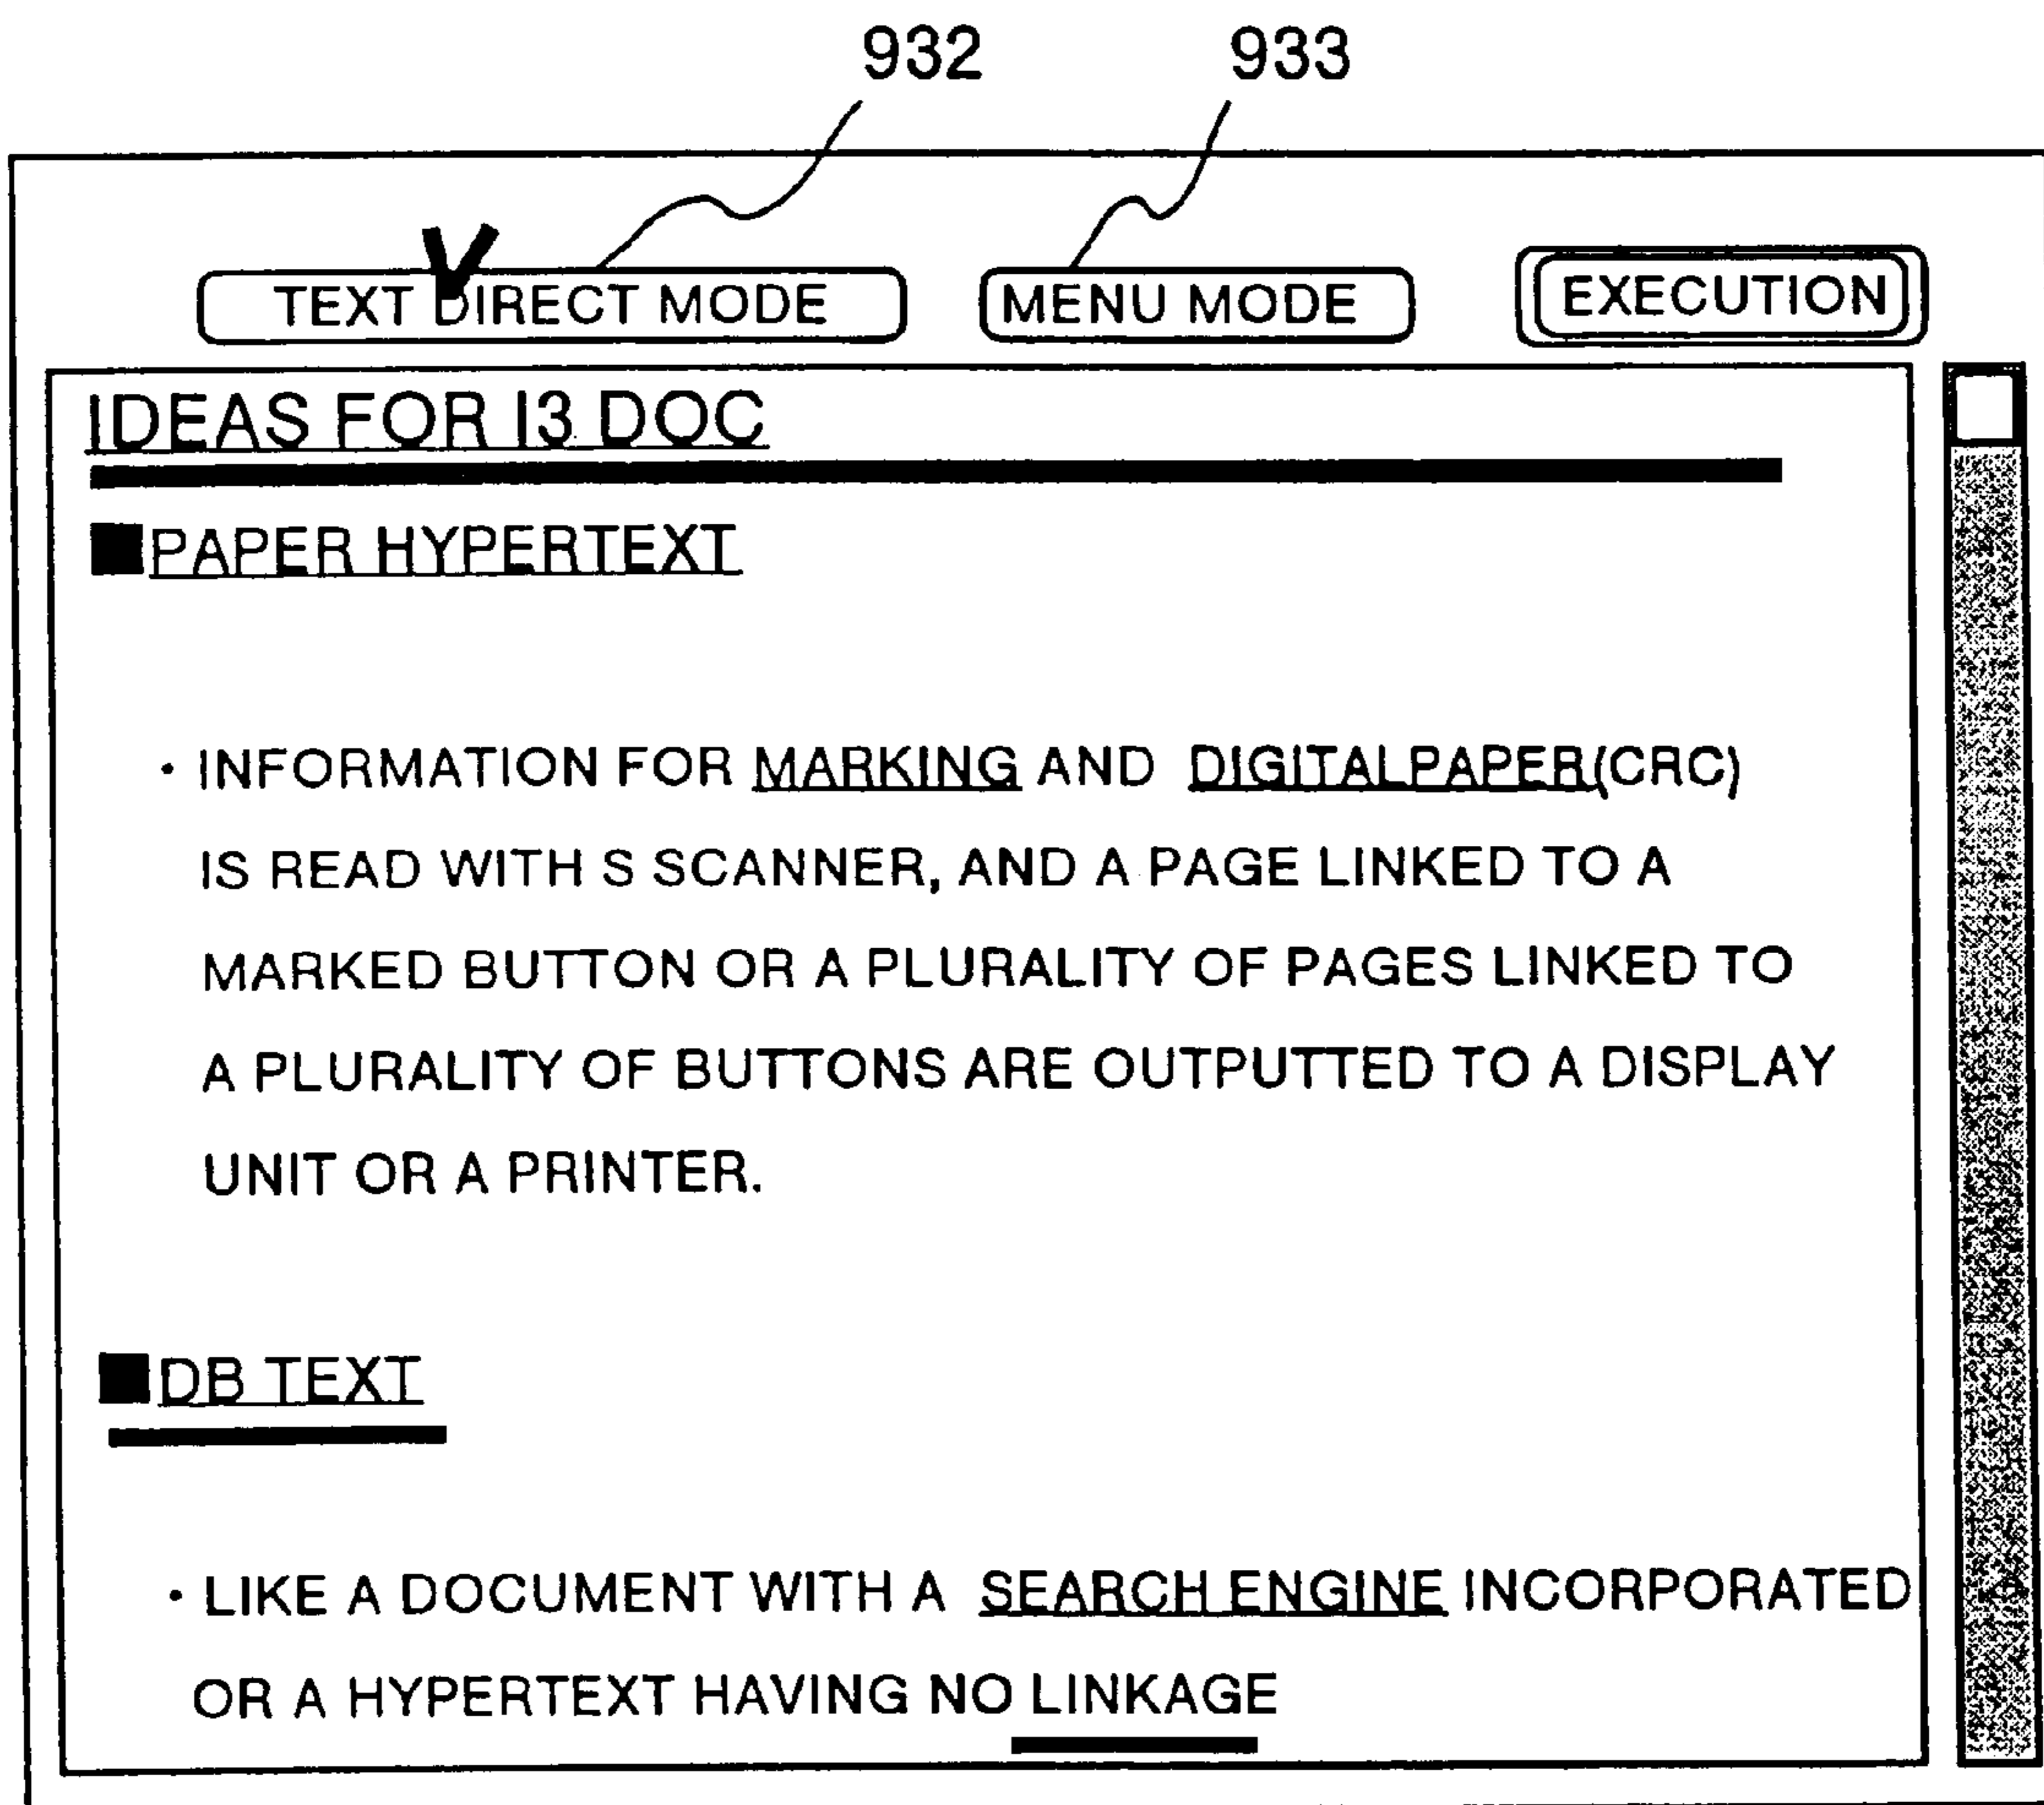 932 933
TEXT DIRECT MODE MENU MODE EXECUTION
IDEAS FOR I3 DOC
■PAPER HYPERTEXT
· INFORMATION FOR MARKING AND DIGITALPAPER(CRC)
IS READ WITH S SCANNER, AND A PAGE LINKED TO A
MARKED BUTTON OR A PLURALITY OF PAGES LINKED TO
A PLURALITY OF BUTTONS ARE OUTPUTTED TO A DISPLAY
UNIT OR A PRINTER.
■DB TEXT
· LIKE A DOCUMENT WITH A SEARCH ENGINE INCORPORATED
OR A HYPERTEXT HAVING NO LINKAGE